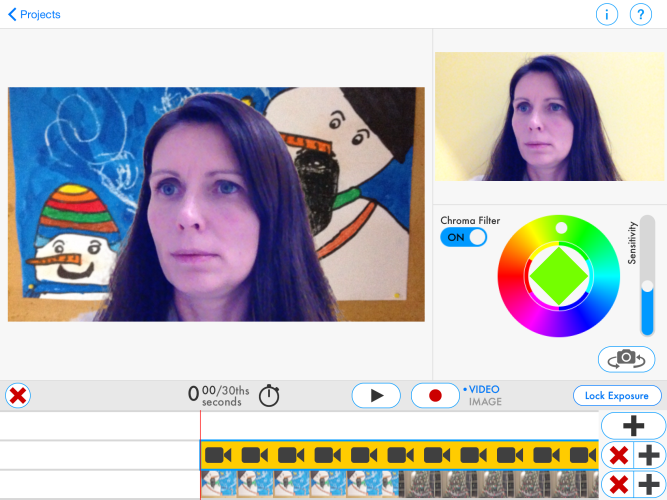 Projects
i
?
Chroma Filter
ON
Sensitivity
0 00/30ths
seconds
• VIDEO
IMAGE
Lock Exposure